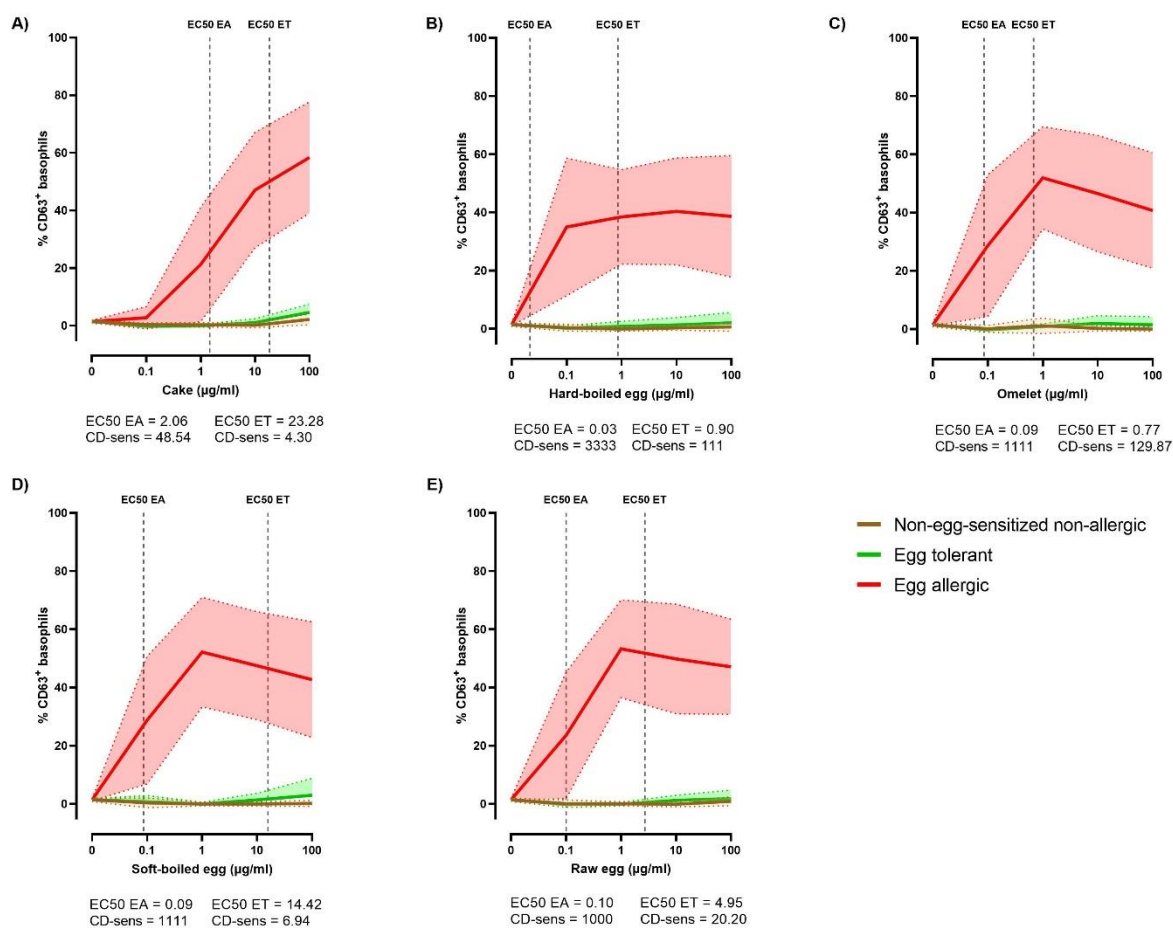 A)
EC50 EA EC50 ET
100
80
60
40
20
0
% CD63⁺ basophils
0 0.1 1 10 100
Cake (µg/ml)
EC50 EA = 2.06 EC50 ET = 23.28
CD-sens = 48.54 CD-sens = 4.30
B)
EC50 EA EC50 ET
100
80
60
40
20
0
% CD63⁺ basophils
0 0.1 1 10 100
Hard-boiled egg (µg/ml)
EC50 EA = 0.03 EC50 ET = 0.90
CD-sens = 3333 CD-sens = 111
C)
EC50 EA EC50 ET
100
80
60
40
20
0
% CD63⁺ basophils
0 0.1 1 10 100
Omelet (µg/ml)
EC50 EA = 0.09 EC50 ET = 0.77
CD-sens = 1111 CD-sens = 129.87
D)
EC50 EA EC50 ET
100
80
60
40
20
0
% CD63⁺ basophils
0 0.1 1 10 100
Soft-boiled egg (µg/ml)
EC50 EA = 0.09 EC50 ET = 14.42
CD-sens = 1111 CD-sens = 6.94
E)
EC50 EA EC50 ET
100
80
60
40
20
0
% CD63⁺ basophils
0 0.1 1 10 100
Raw egg (µg/ml)
EC50 EA = 0.10 EC50 ET = 4.95
CD-sens = 1000 CD-sens = 20.20
Non-egg-sensitized non-allergic
Egg tolerant
Egg allergic